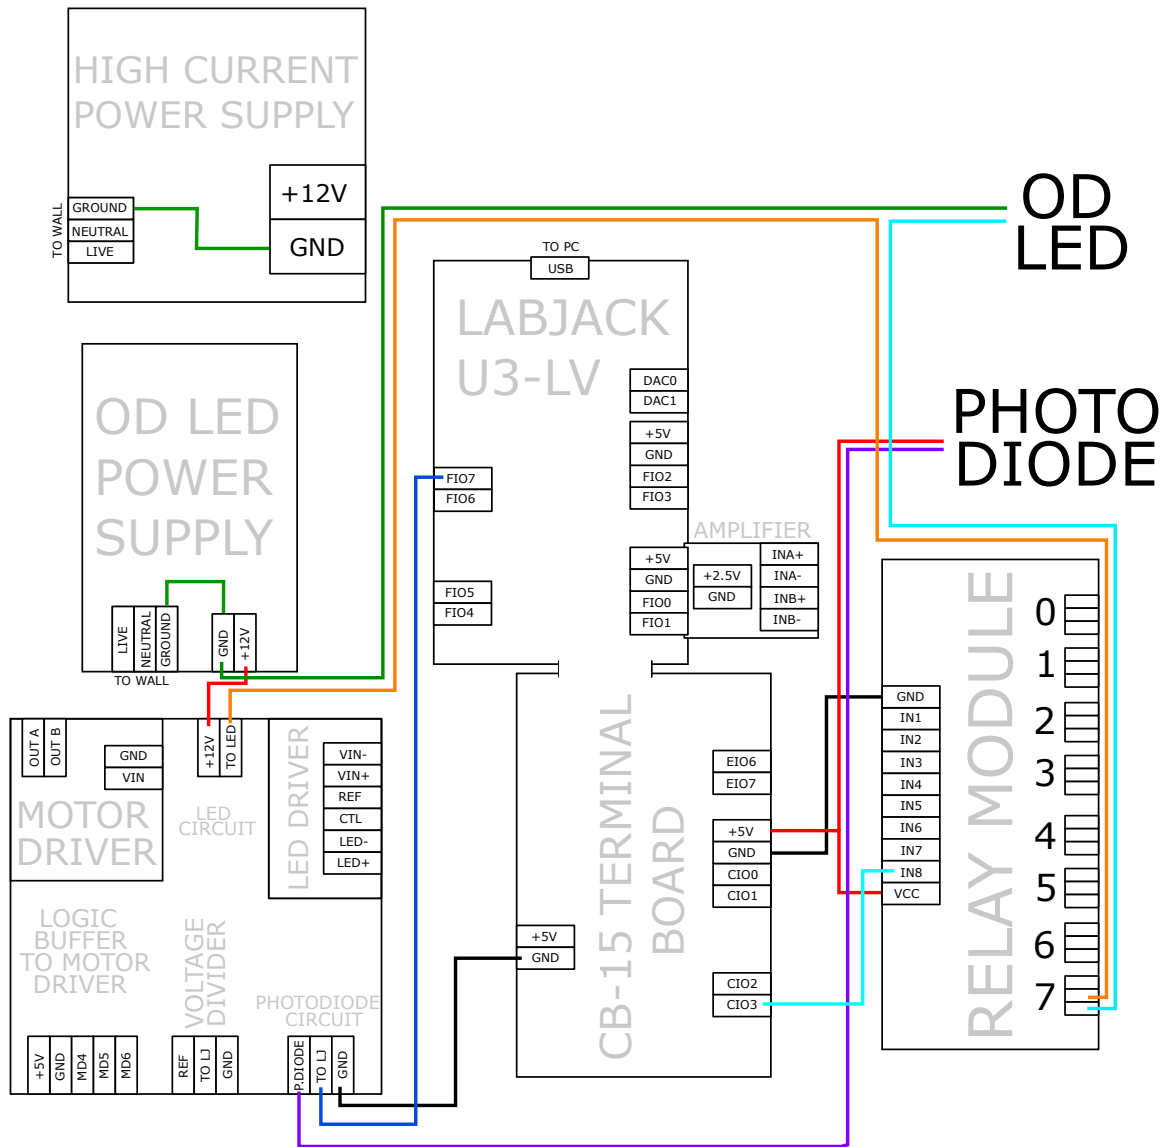 HIGH CURRENT
POWER SUPPLY
+12V
GND
TO WALL
GROUND
NEUTRAL
LIVE
OD
LED
TO PC
USB
LABJACK
U3-LV
DAC0
DAC1
+5V
GND
FIO2
FIO3
FIO7
FIO6
+5V
GND
FIO0
FIO1
FIO5
FIO4
AMPLIFIER
+2.5V
GND
INA+
INA-
INB+
INB-
PHOTO
DIODE
OD LED
POWER
SUPPLY
LIVE
NEUTRAL
GROUND
GND
+12V
TO WALL
OUT A
OUT B
GND
VIN
MOTOR
DRIVER
+12V
TO LED
LED
CIRCUIT
LED DRIVER
VIN-
VIN+
REF
CTL
LED-
LED+
LOGIC
BUFFER
TO MOTOR
DRIVER
VOLTAGE
DIVIDER
PHOTODIODE
CIRCUIT
+5V
GND
MD4
MD5
MD6
REF
TO LJ
GND
P.DIODE
TO LJ
GND
CB-15 TERMINAL
BOARD
EIO6
EIO7
+5V
GND
CIO0
CIO1
+5V
GND
CIO2
CIO3
RELAY MODULE
GND
IN1
IN2
IN3
IN4
IN5
IN6
IN7
IN8
VCC
0
1
2
3
4
5
6
7